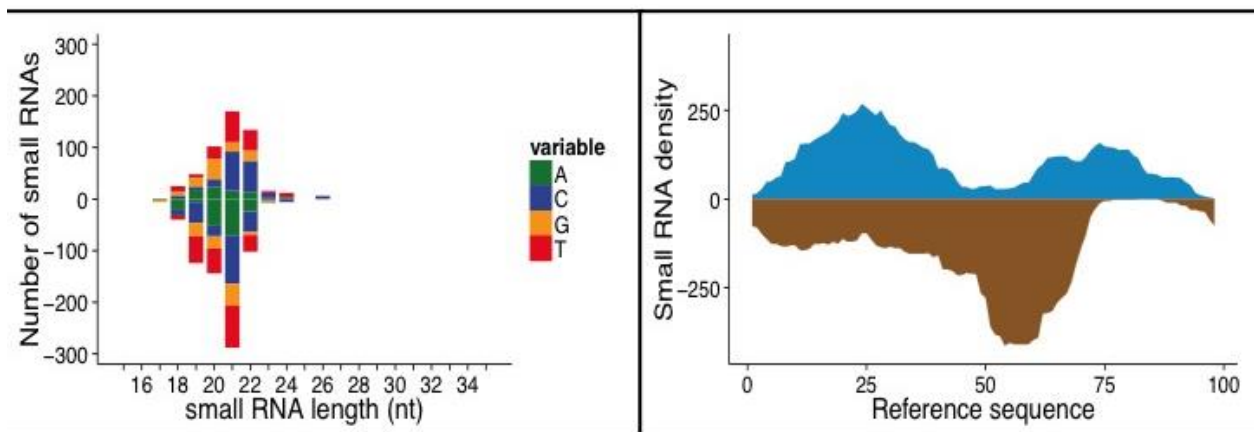 Number of small RNAs
300
200
100
0
−100
−200
−300
16 18 20 22 24 26 28 30 32 34
small RNA length (nt)
variable
A
C
G
T
Small RNA density
250
0
−250
0 25 50 75 100
Reference sequence